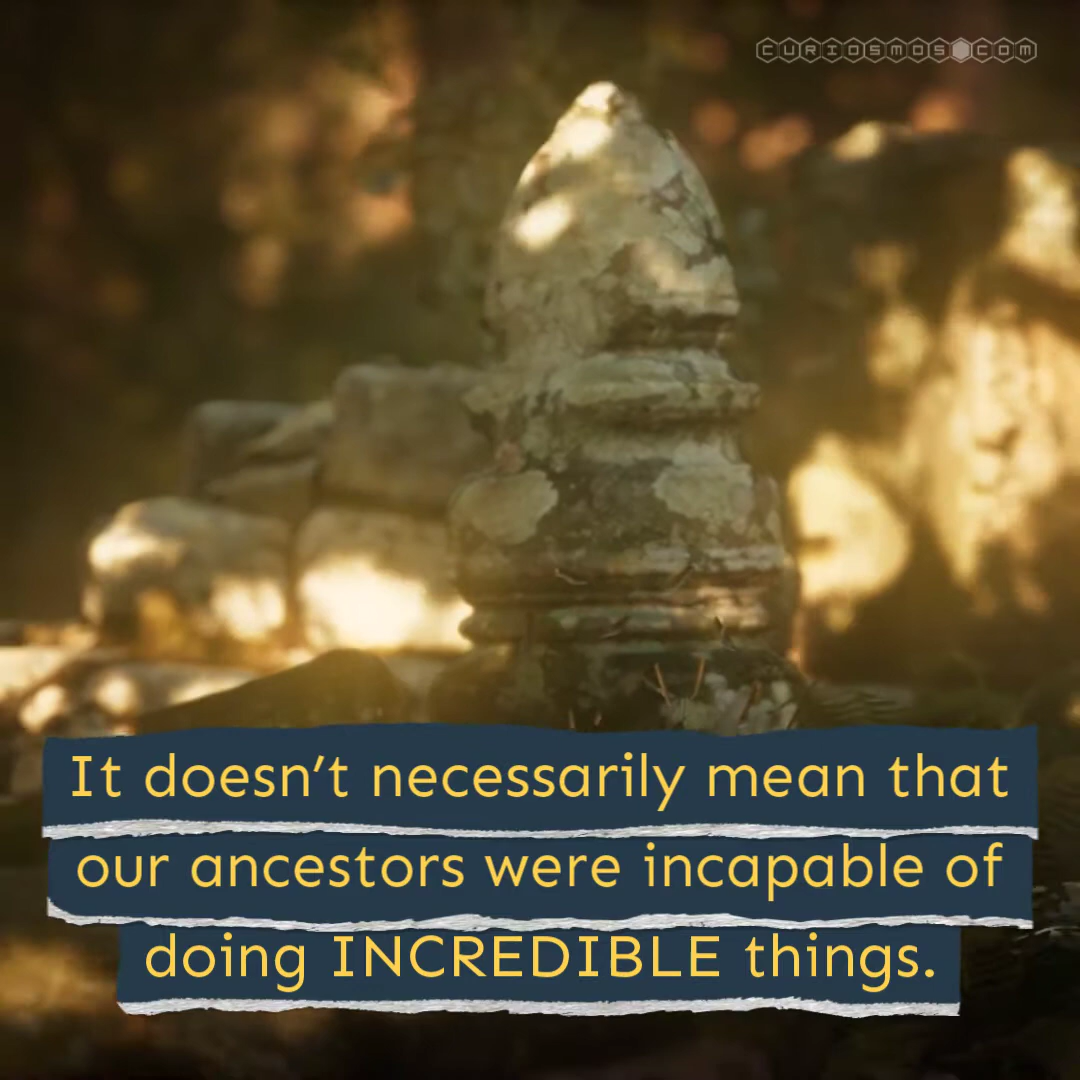 CURIOSMOS COM
It doesn’t necessarily mean that
our ancestors were incapable of
doing INCREDIBLE things.